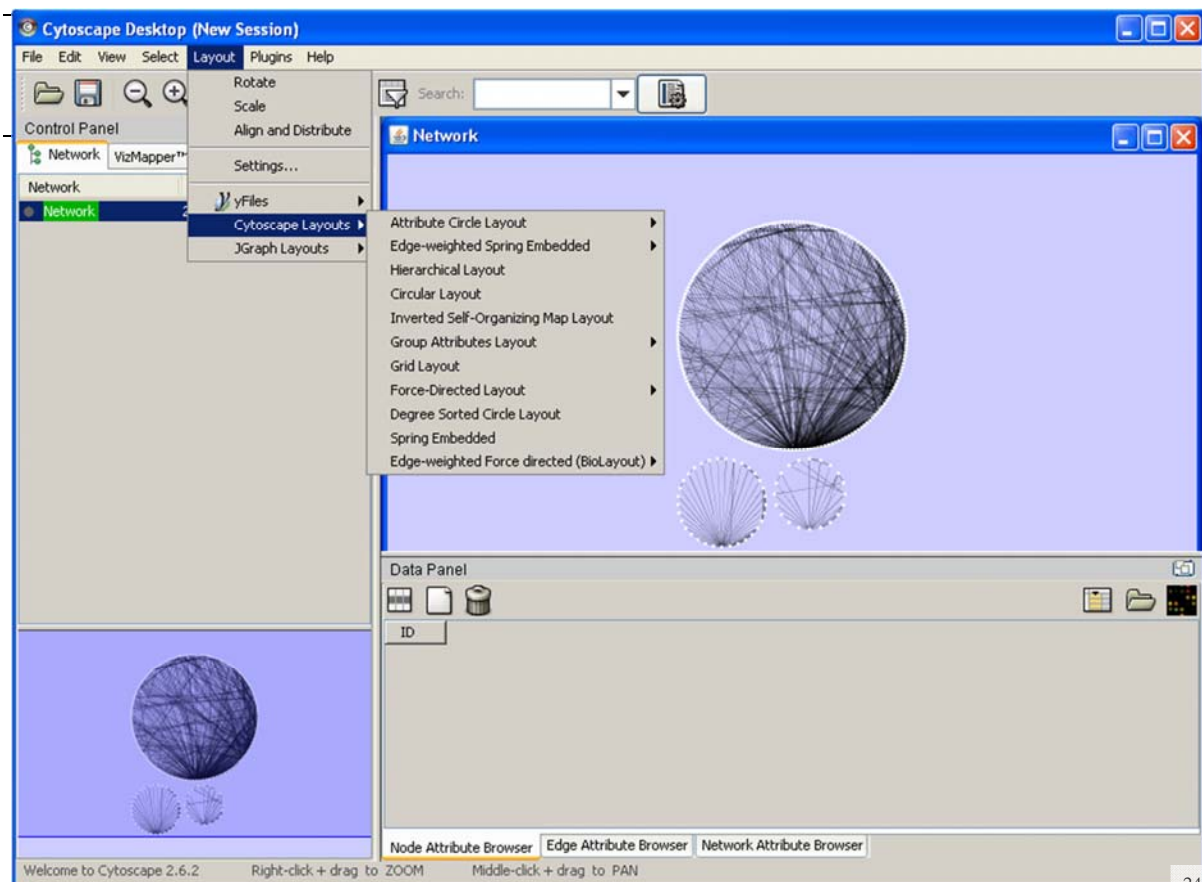 Cytoscape Desktop (New Session)
File Edit View Select Layout Plugins Help
Rotate
Scale
Align and Distribute
Settings...
yFiles
Cytoscape Layouts
JGraph Layouts
Search:
Control Panel
Network VizMapper™
Network
Network 2
Network
Attribute Circle Layout
Edge-weighted Spring Embedded
Hierarchical Layout
Circular Layout
Inverted Self-Organizing Map Layout
Group Attributes Layout
Grid Layout
Force-Directed Layout
Degree Sorted Circle Layout
Spring Embedded
Edge-weighted Force directed (BioLayout)
Data Panel
ID
Node Attribute Browser Edge Attribute Browser Network Attribute Browser
Welcome to Cytoscape 2.6.2 Right-click + drag to ZOOM Middle-click + drag to PAN